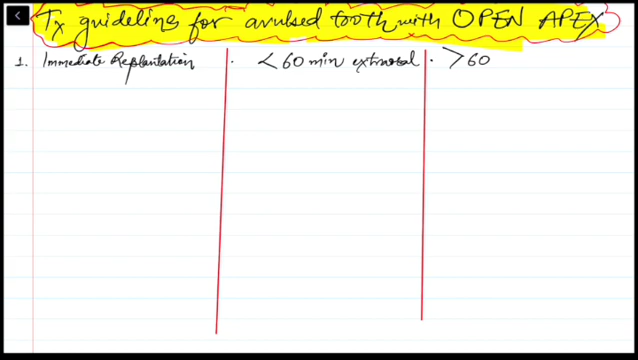 Tx guideline for avulsed tooth with OPEN APEX
1. Immediate Replantation . < 60 min extraoral . > 60